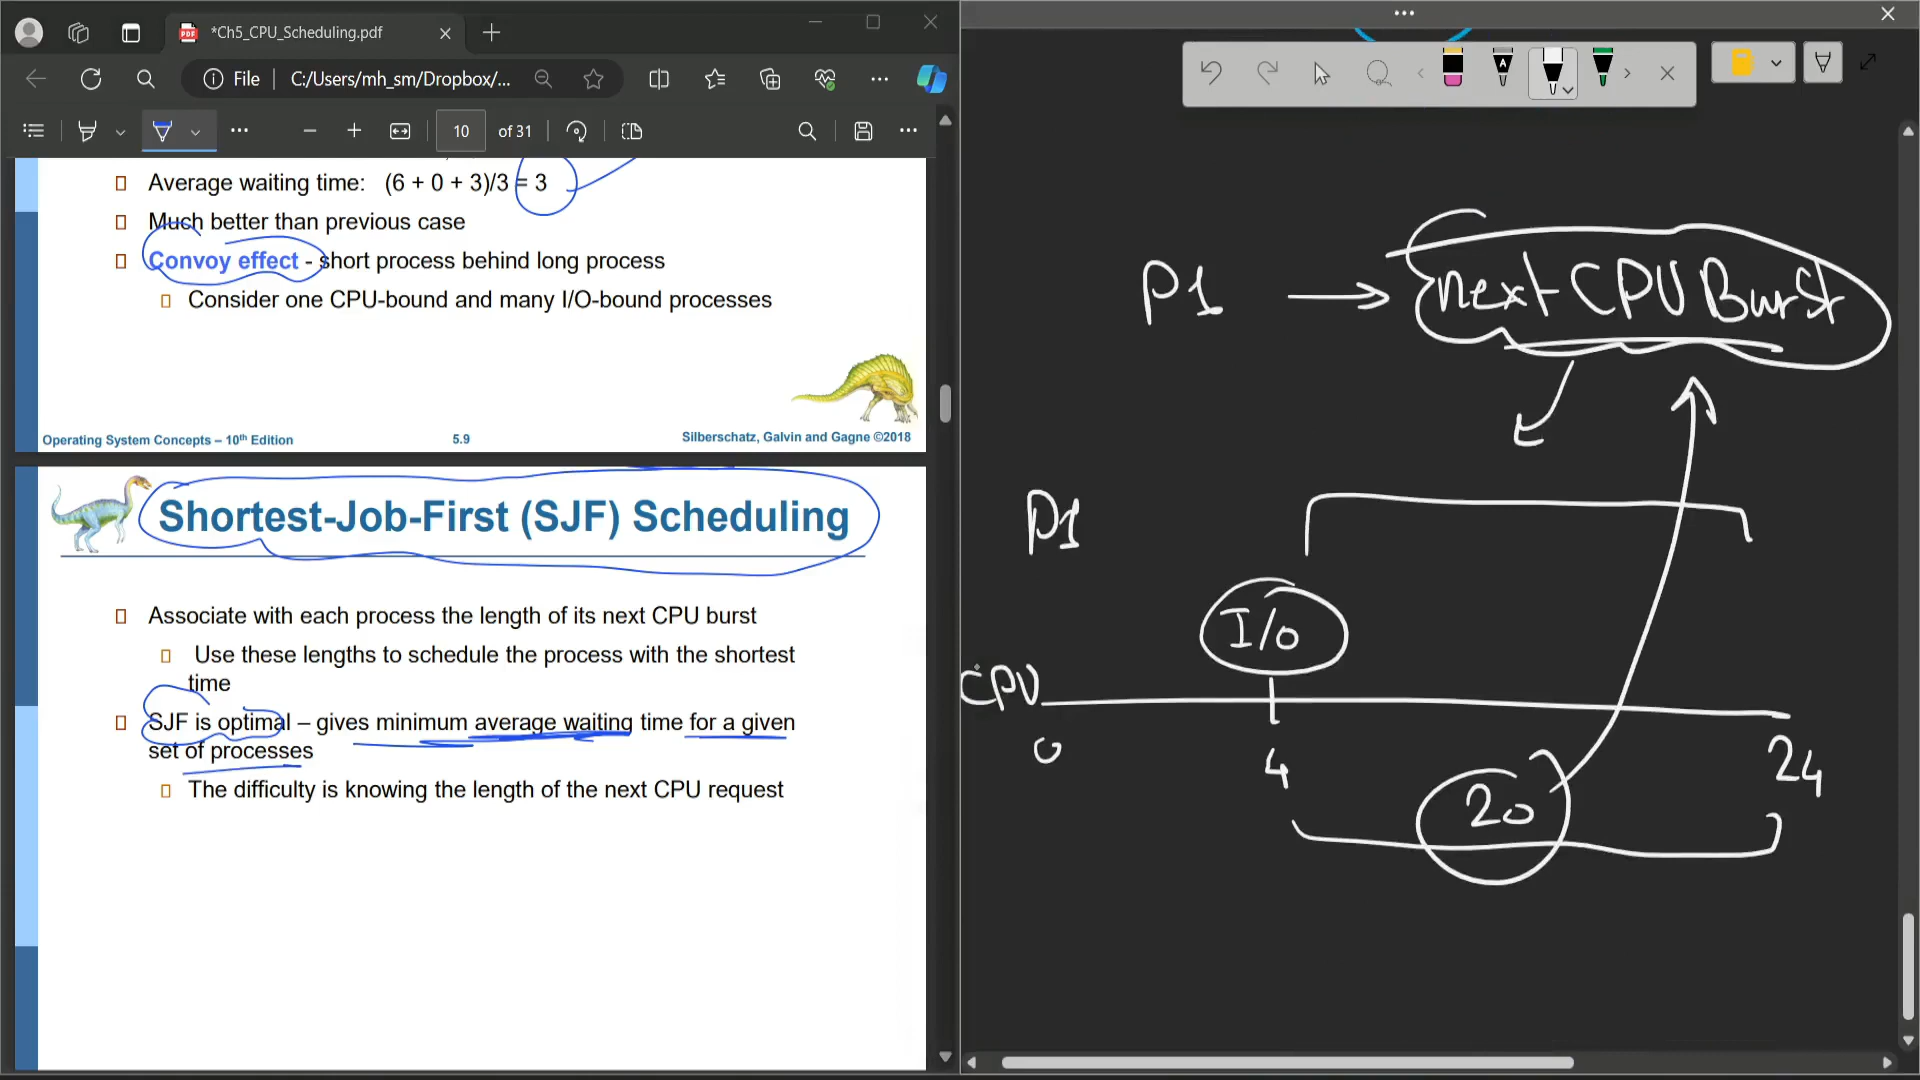 *Ch5_CPU_Scheduling.pdf
File
C:/Users/mh_sm/Dropbox/...
10 of 31
Average waiting time: (6 + 0 + 3)/3 = 3
Much better than previous case
Convoy effect - short process behind long process
Consider one CPU-bound and many I/O-bound processes
Operating System Concepts – 10th Edition
5.9
Silberschatz, Galvin and Gagne ©2018
Shortest-Job-First (SJF) Scheduling
Associate with each process the length of its next CPU burst
Use these lengths to schedule the process with the shortest
time
SJF is optimal – gives minimum average waiting time for a given
set of processes
The difficulty is knowing the length of the next CPU request
P1 → next CPU Burst
P1
I/O
CPU
0 4 24
20